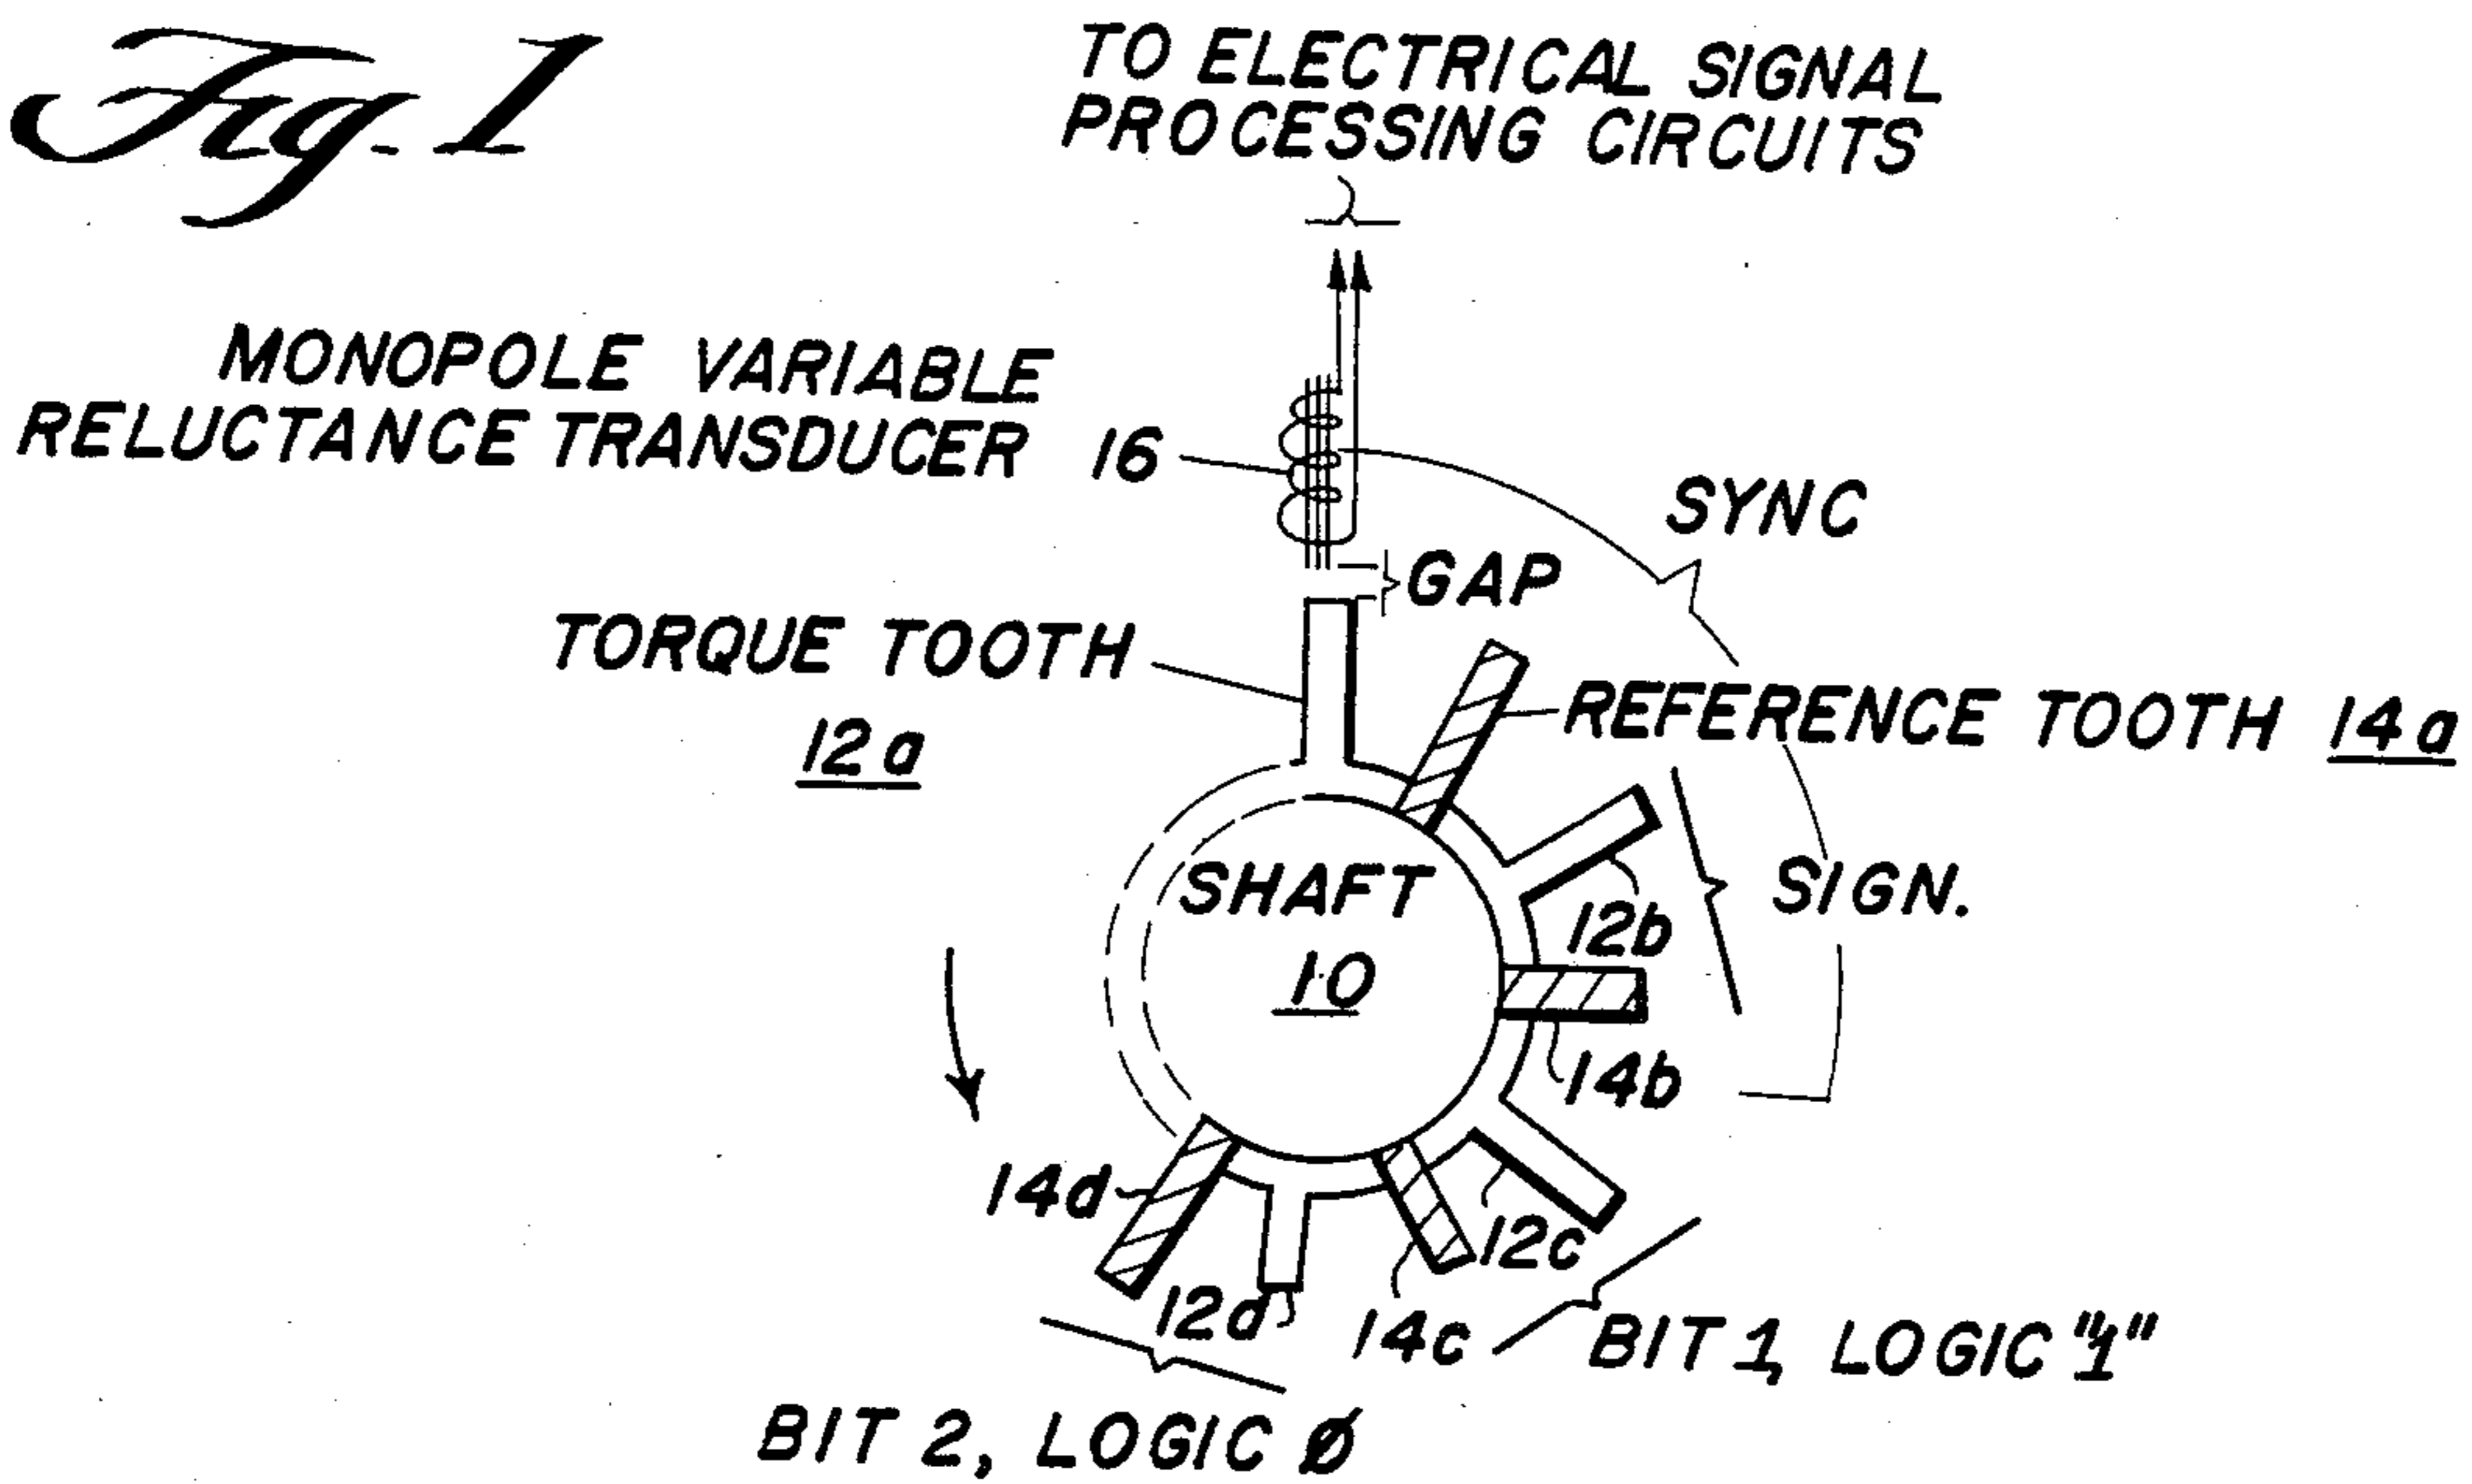 Fig. 1
TO ELECTRICAL SIGNAL
PROCESSING CIRCUITS
MONOPOLE VARIABLE
RELUCTANCE TRANSDUCER 16
SYNC
GAP
TORQUE TOOTH
12a
REFERENCE TOOTH 14a
SHAFT
10
12b
SIGN.
14b
14d
12c
12d
14c
BIT 1, LOGIC "1"
BIT 2, LOGIC Ø